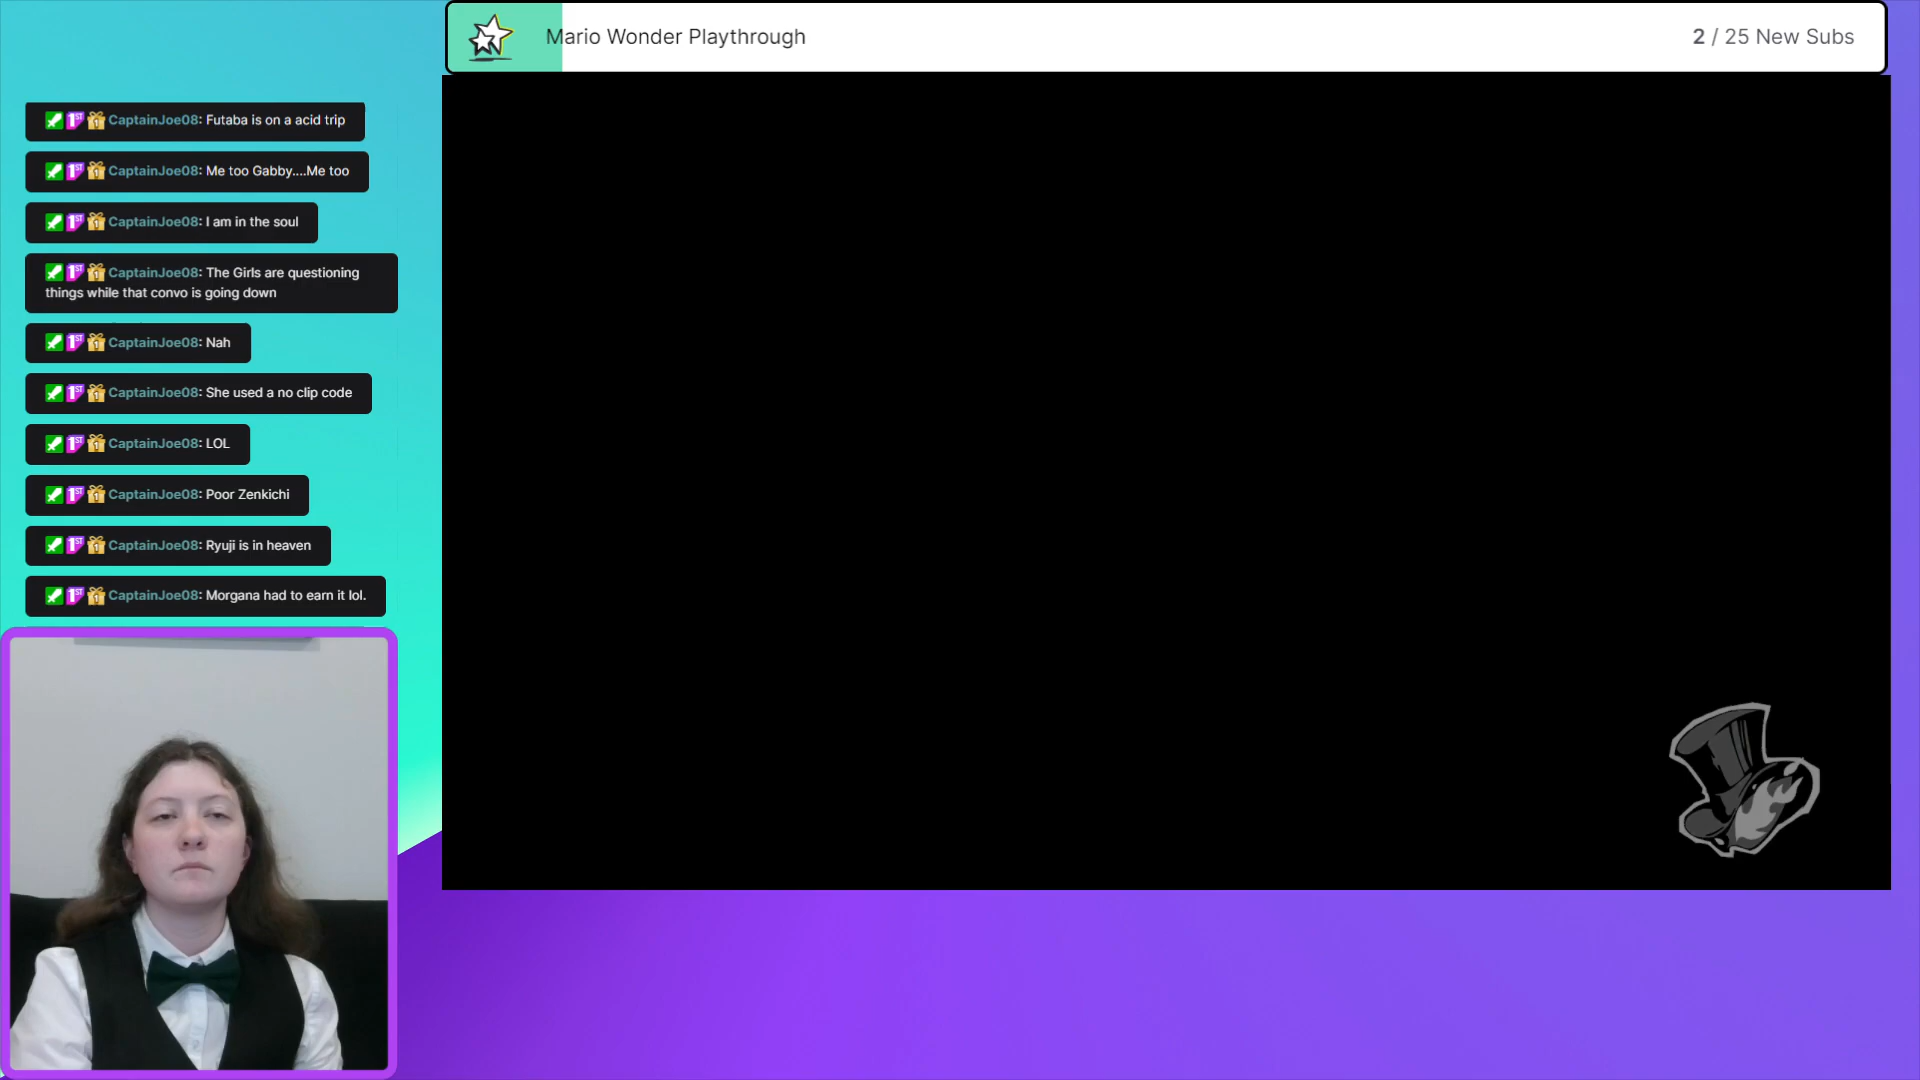 Mario Wonder Playthrough
2 / 25 New Subs
CaptainJoe08: Futaba is on a acid trip
CaptainJoe08: Me too Gabby....Me too
CaptainJoe08: I am in the soul
CaptainJoe08: The Girls are questioning
things while that convo is going down
CaptainJoe08: Nah
CaptainJoe08: She used a no clip code
CaptainJoe08: LOL
CaptainJoe08: Poor Zenkichi
CaptainJoe08: Ryuji is in heaven
CaptainJoe08: Morgana had to earn it lol.